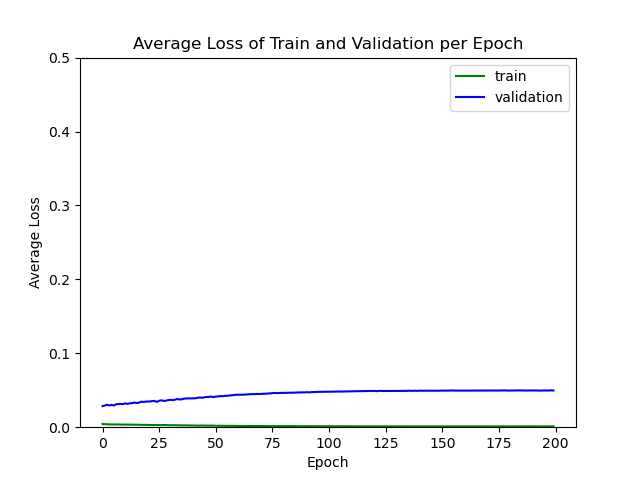 Average Loss of Train and Validation per Epoch
0.5
train
validation
0.4
0.3
Average Loss
0.2
0.1
0.0
0 25 50 75 100 125 150 175 200
Epoch